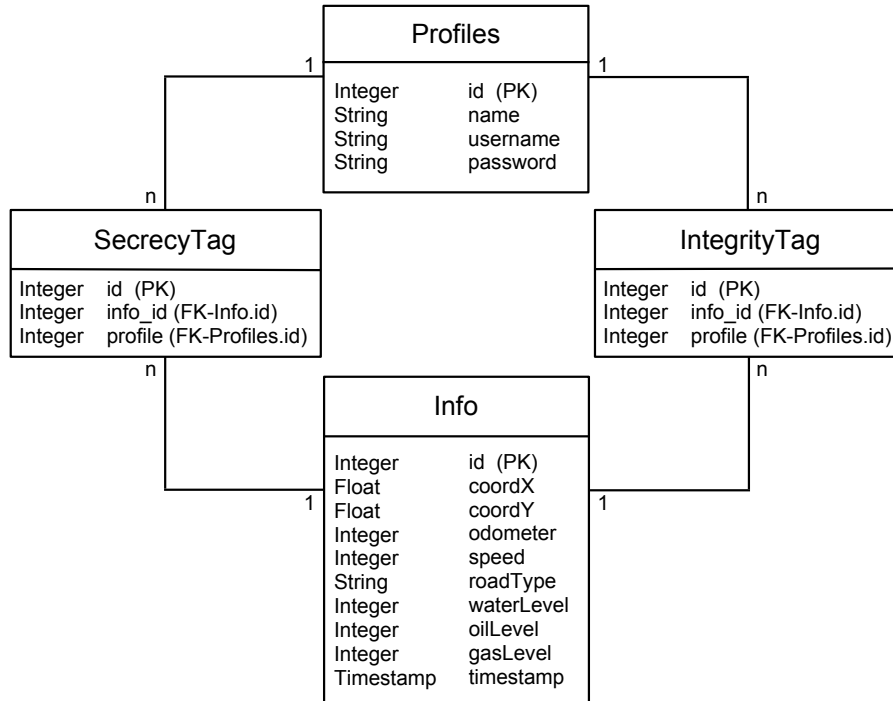 Profiles
1
1
Integer id (PK)
String name
String username
String password
n
n
SecrecyTag
Integer id (PK)
Integer info_id (FK-Info.id)
Integer profile (FK-Profiles.id)
IntegrityTag
Integer id (PK)
Integer info_id (FK-Info.id)
Integer profile (FK-Profiles.id)
n
n
Info
1
1
Integer id (PK)
Float coordX
Float coordY
Integer odometer
Integer speed
String roadType
Integer waterLevel
Integer oilLevel
Integer gasLevel
Timestamp timestamp